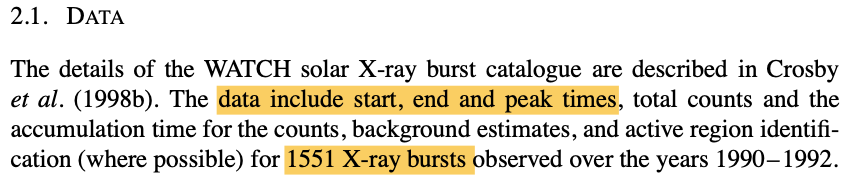 2.1. DATA
The details of the WATCH solar X-ray burst catalogue are described in Crosby
et al. (1998b). The data include start, end and peak times, total counts and the
accumulation time for the counts, background estimates, and active region identifi-
cation (where possible) for 1551 X-ray bursts observed over the years 1990–1992.